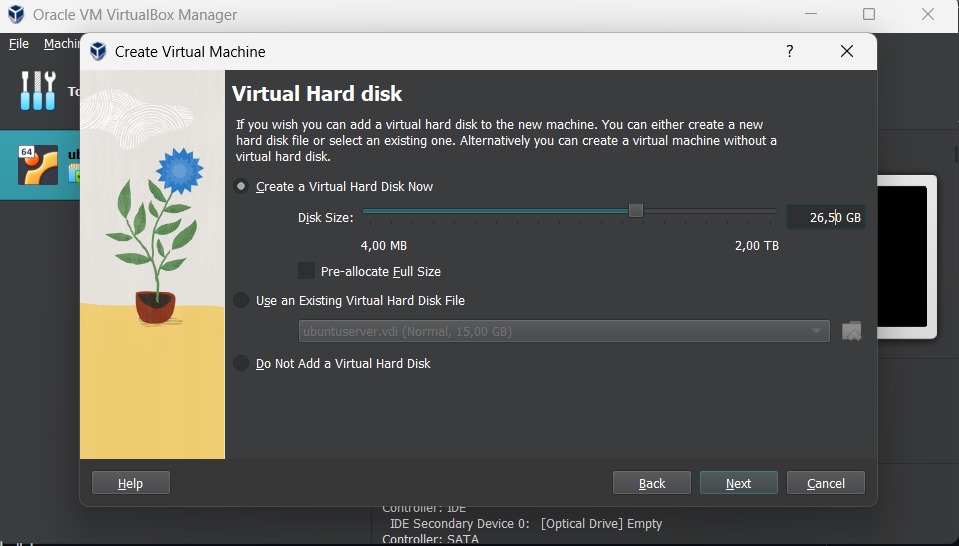 Oracle VM VirtualBox Manager
File Machin
Create Virtual Machine ?
To
Virtual Hard disk
If you wish you can add a virtual hard disk to the new machine. You can either create a new
hard disk file or select an existing one. Alternatively you can create a virtual machine without a
virtual hard disk.
64 ub
Create a Virtual Hard Disk Now
Disk Size: 26,50 GB
4,00 MB 2,00 TB
Pre-allocate Full Size
Use an Existing Virtual Hard Disk File
ubuntuserver.vdi (Normal, 15,00 GB)
Do Not Add a Virtual Hard Disk
Help Back Next Cancel
Controller: IDE
IDE Secondary Device 0: [Optical Drive] Empty
Controller: SATA